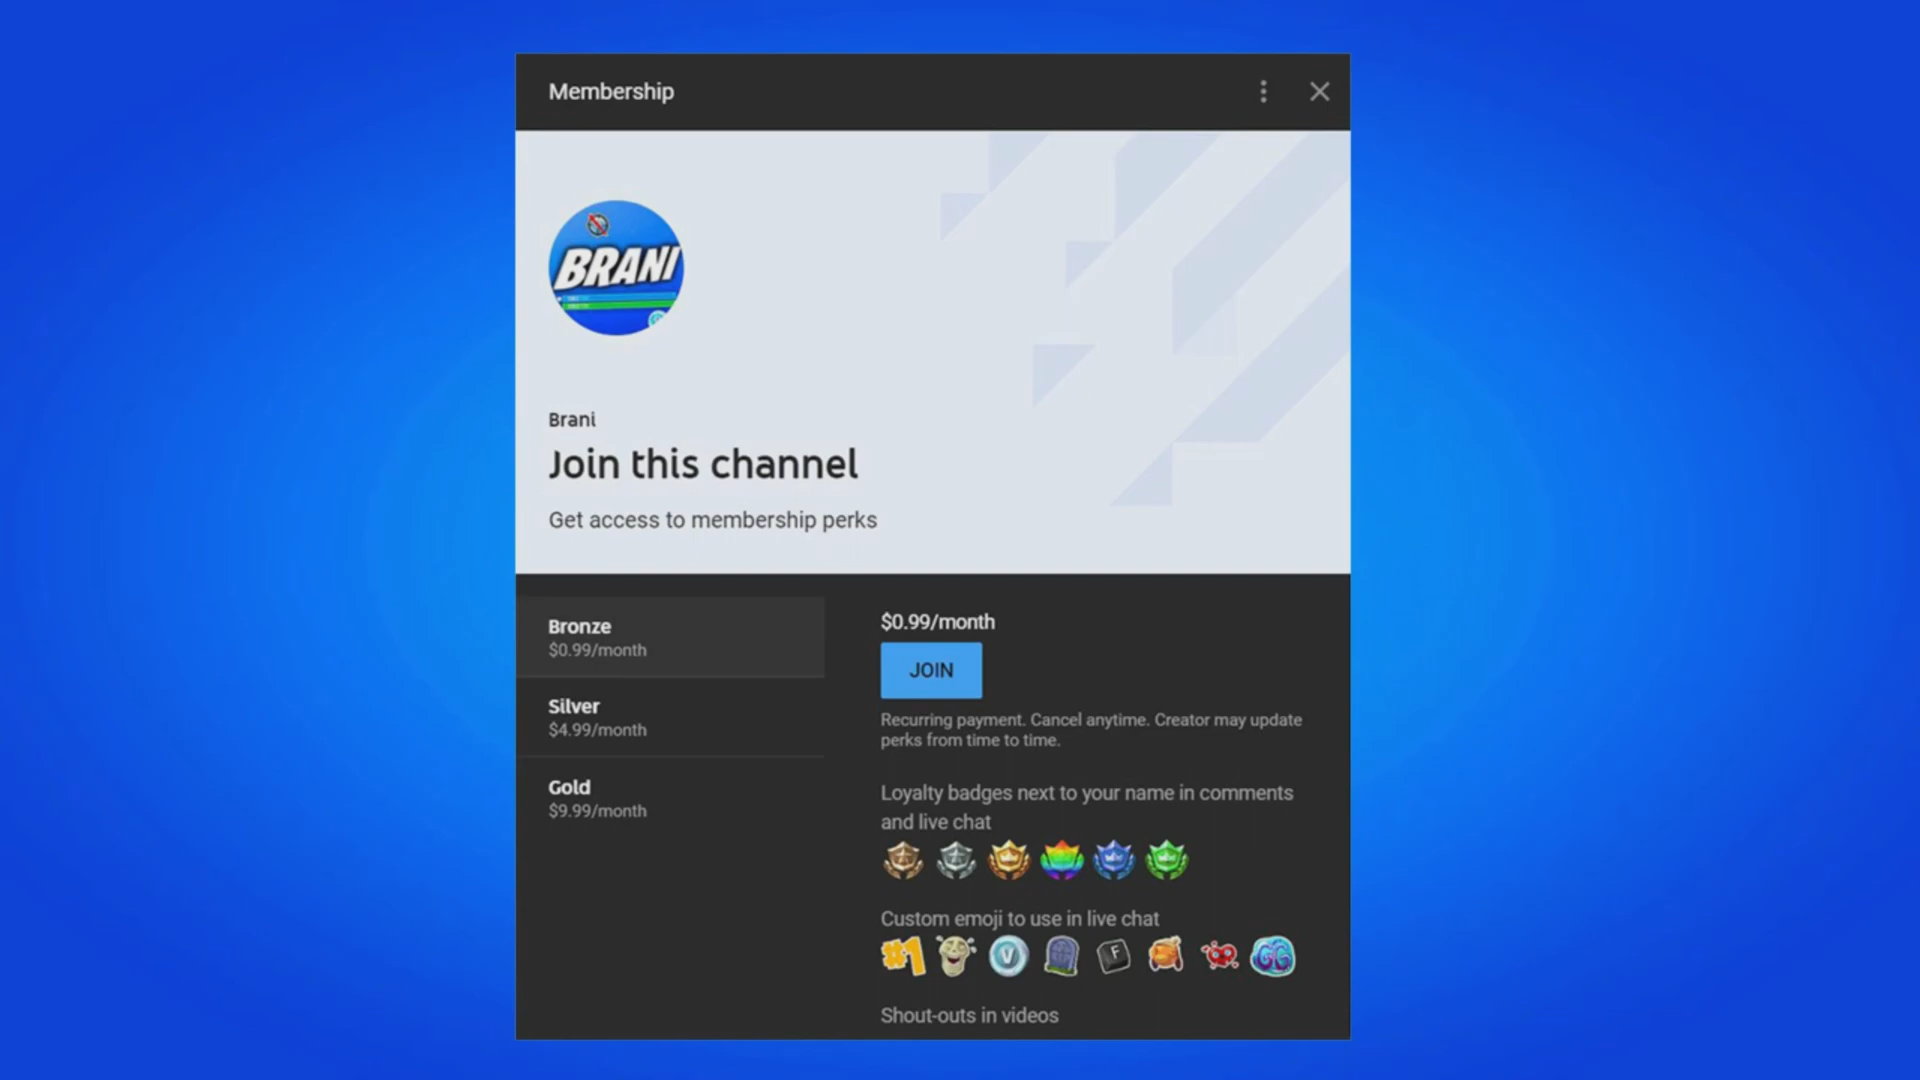 Membership
BRANI
Brani
Join this channel
Get access to membership perks
Bronze
$0.99/month
Silver
$4.99/month
Gold
$9.99/month
$0.99/month
JOIN
Recurring payment. Cancel anytime. Creator may update
perks from time to time.
Loyalty badges next to your name in comments
and live chat
Custom emoji to use in live chat
#1
V
RIP
F
GG
Shout-outs in videos